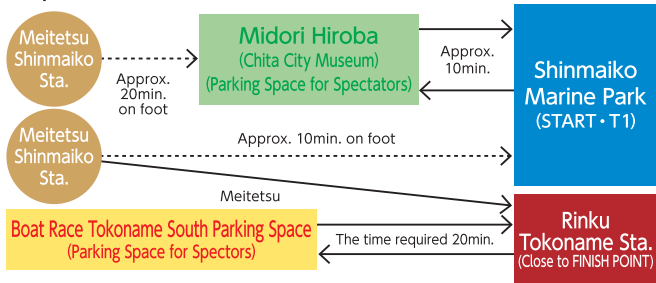 Meitetsu
Shinmaiko
Sta.
Approx.
20min.
on foot
Midori Hiroba
(Chita City Museum)
(Parking Space for Spectators)
Approx.
10min.
Shinmaiko
Marine Park
(START・T1)
Meitetsu
Shinmaiko
Sta.
Approx. 10min. on foot
Meitetsu
Boat Race Tokoname South Parking Space
(Parking Space for Spectors)
The time required 20min.
Rinku
Tokoname Sta.
(Close to FINISH POINT)